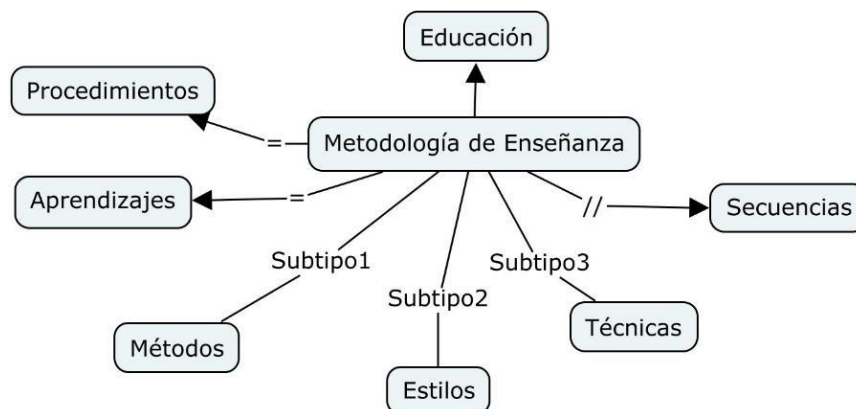 Educación
Procedimientos
=
Metodología de Enseñanza
Aprendizajes
=
//
Secuencias
Subtipo1
Subtipo3
Subtipo2
Métodos
Técnicas
Estilos